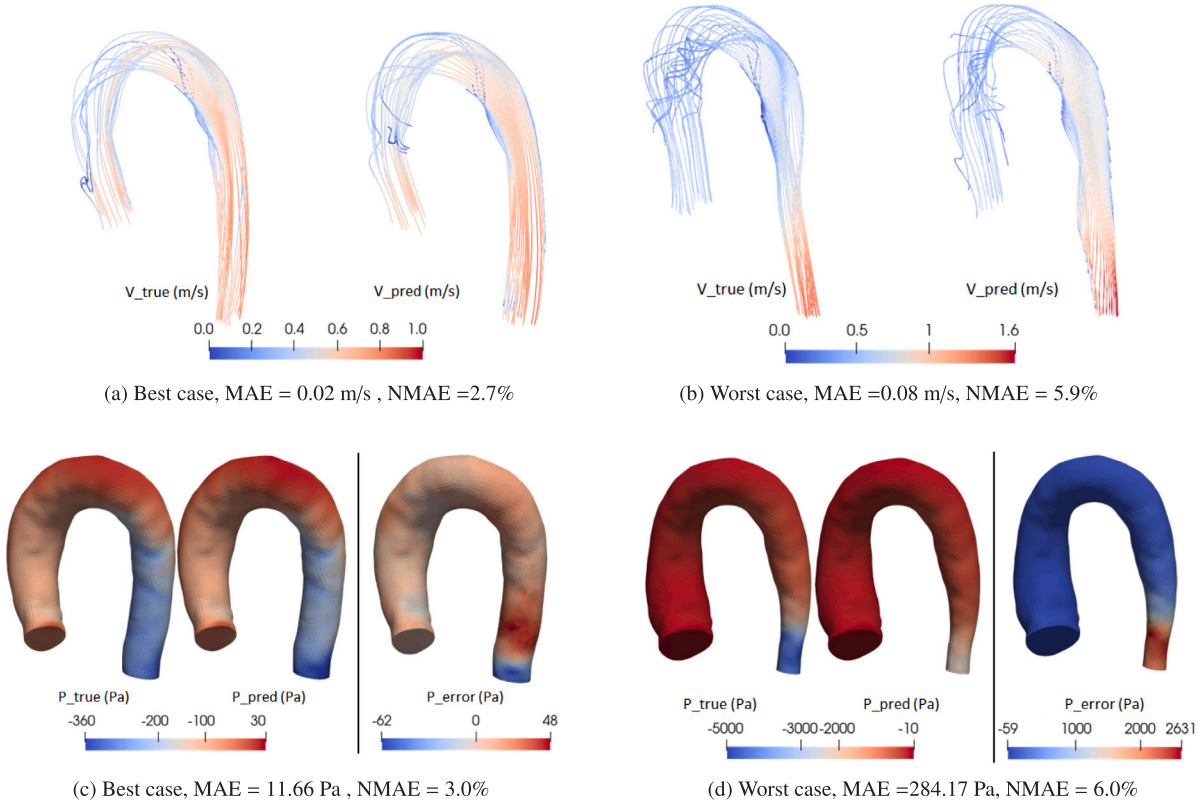 V_true (m/s)
V_pred (m/s)
0.0 0.2 0.4 0.6 0.8 1.0
(a) Best case, MAE = 0.02 m/s , NMAE =2.7%
V_true (m/s)
V_pred (m/s)
0.0 0.5 1 1.6
(b) Worst case, MAE =0.08 m/s, NMAE = 5.9%
P_true (Pa)
P_pred (Pa)
-360 -200 -100 30
P_error (Pa)
-62 0 48
(c) Best case, MAE = 11.66 Pa , NMAE = 3.0%
P_true (Pa)
P_pred (Pa)
-5000 -3000 -2000 -10
P_error (Pa)
-59 1000 2000 2631
(d) Worst case, MAE =284.17 Pa, NMAE = 6.0%